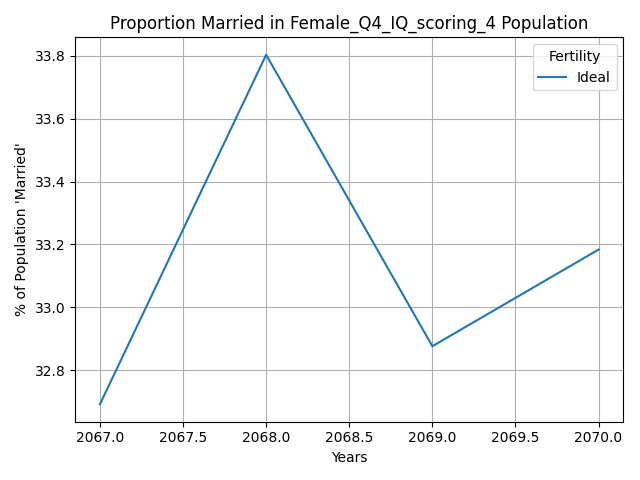 Proportion Married in Female_Q4_IQ_scoring_4 Population
Fertility
Ideal
% of Population 'Married'
33.8
33.6
33.4
33.2
33.0
32.8
2067.0 2067.5 2068.0 2068.5 2069.0 2069.5 2070.0
Years